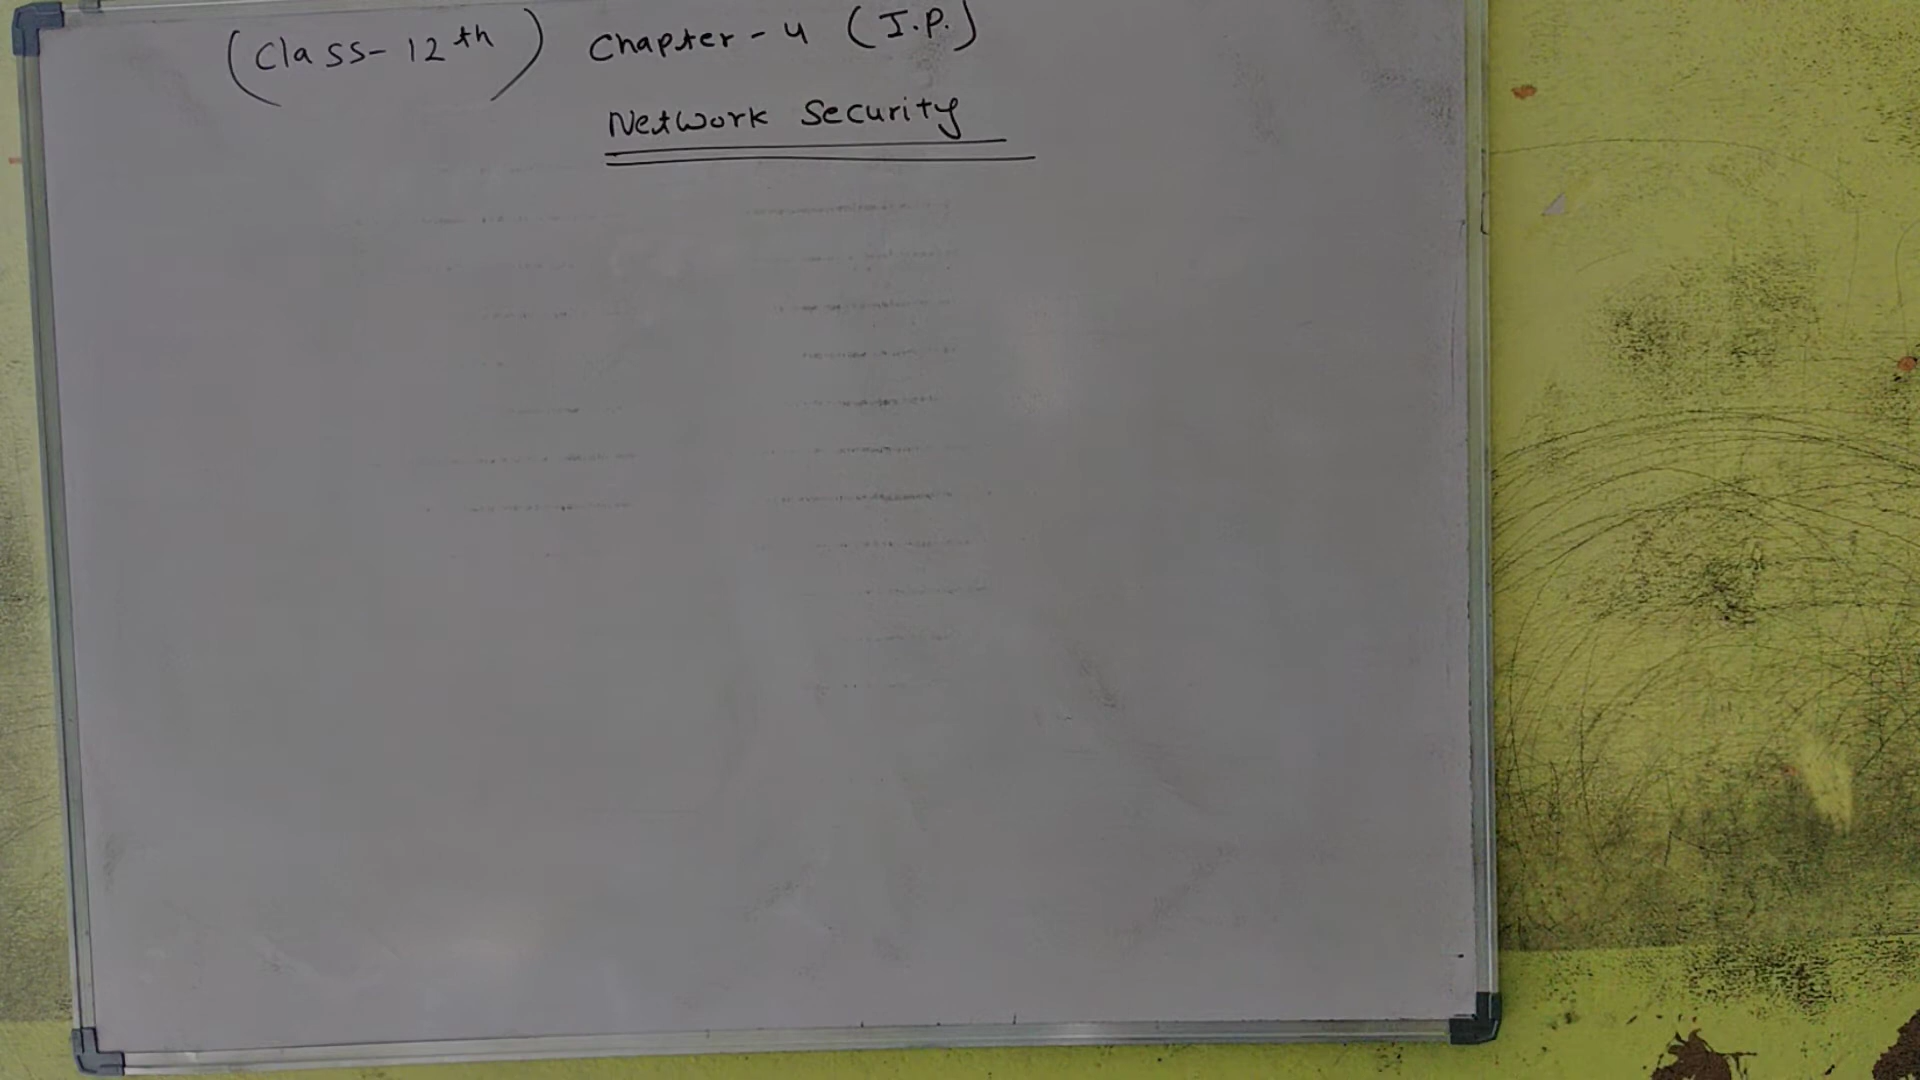 (Class-12th) Chapter-4 (I.P.)
Network Security